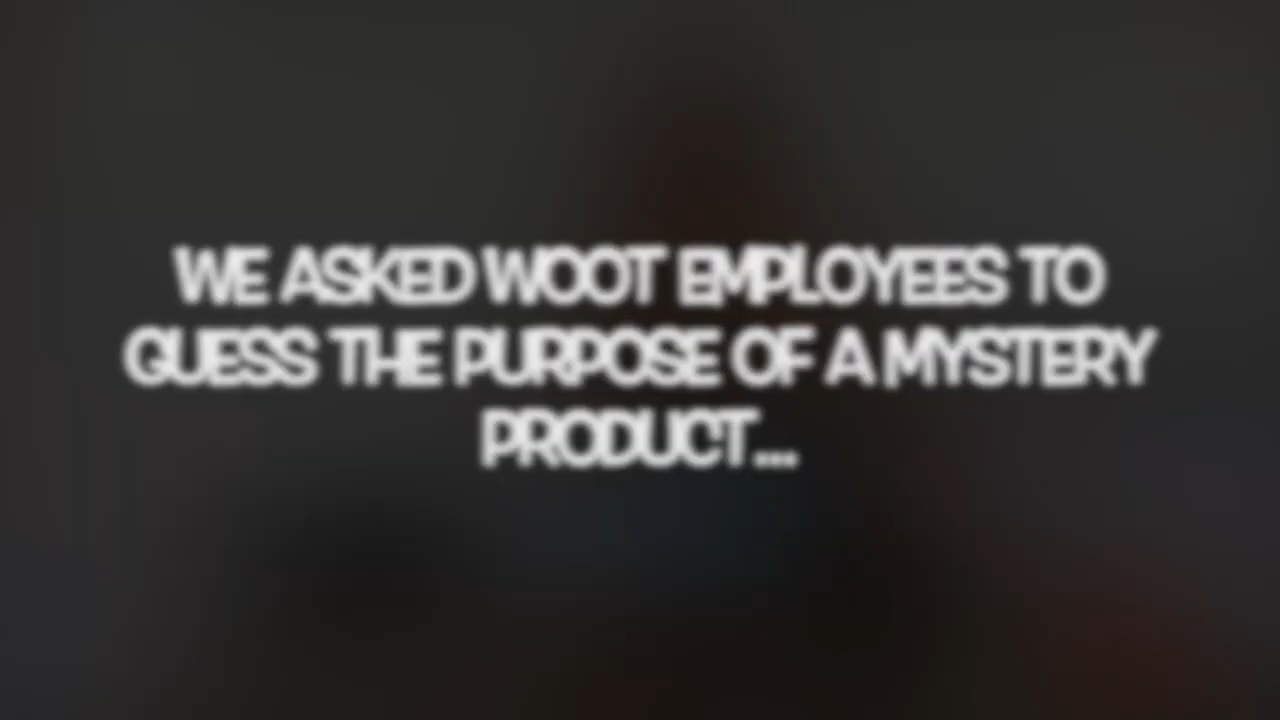 WE ASKED WOOT EMPLOYEES TO
GUESS THE PURPOSE OF A MYSTERY
PRODUCT...